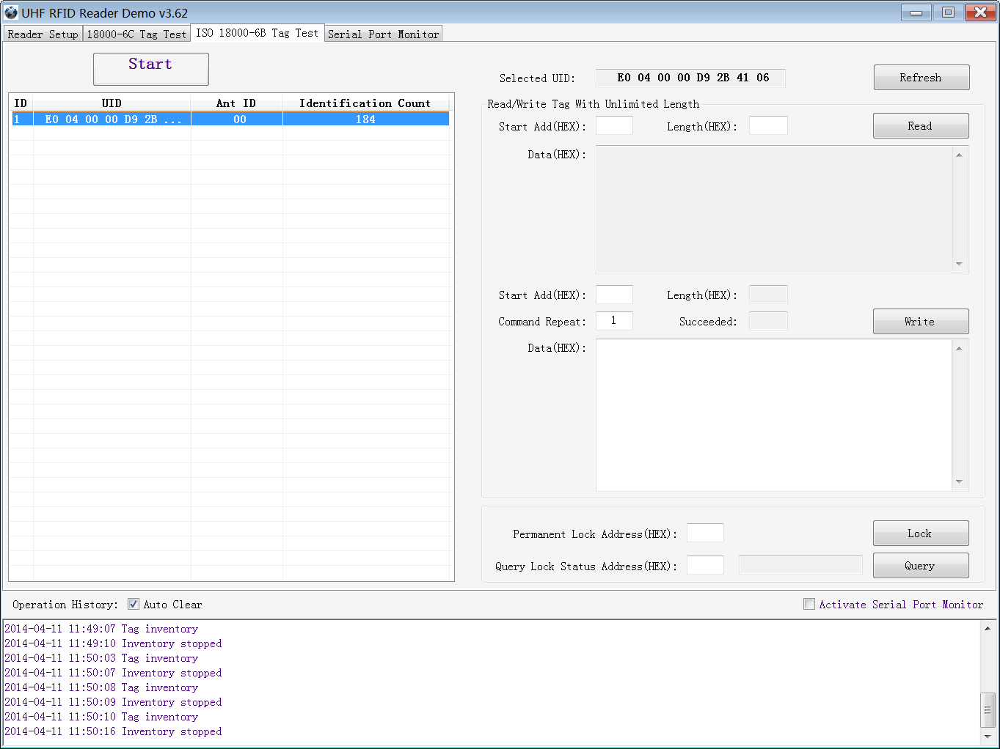 UHF RFID Reader Demo v3.62
Reader Setup 18000-6C Tag Test ISO 18000-6B Tag Test Serial Port Monitor
Start
Selected UID: E0 04 00 00 D9 2B 41 06 Refresh
ID UID Ant ID Identification Count
1 E0 04 00 00 D9 2B ... 00 184
Read/Write Tag With Unlimited Length
Start Add(HEX): Length(HEX): Read
Data(HEX):
Start Add(HEX): Length(HEX):
Command Repeat: 1 Succeeded: Write
Data(HEX):
Permanent Lock Address(HEX): Lock
Query Lock Status Address(HEX): Query
Operation History: Auto Clear Activate Serial Port Monitor
2014-04-11 11:49:07 Tag inventory
2014-04-11 11:49:10 Inventory stopped
2014-04-11 11:50:03 Tag inventory
2014-04-11 11:50:07 Inventory stopped
2014-04-11 11:50:08 Tag inventory
2014-04-11 11:50:09 Inventory stopped
2014-04-11 11:50:10 Tag inventory
2014-04-11 11:50:16 Inventory stopped